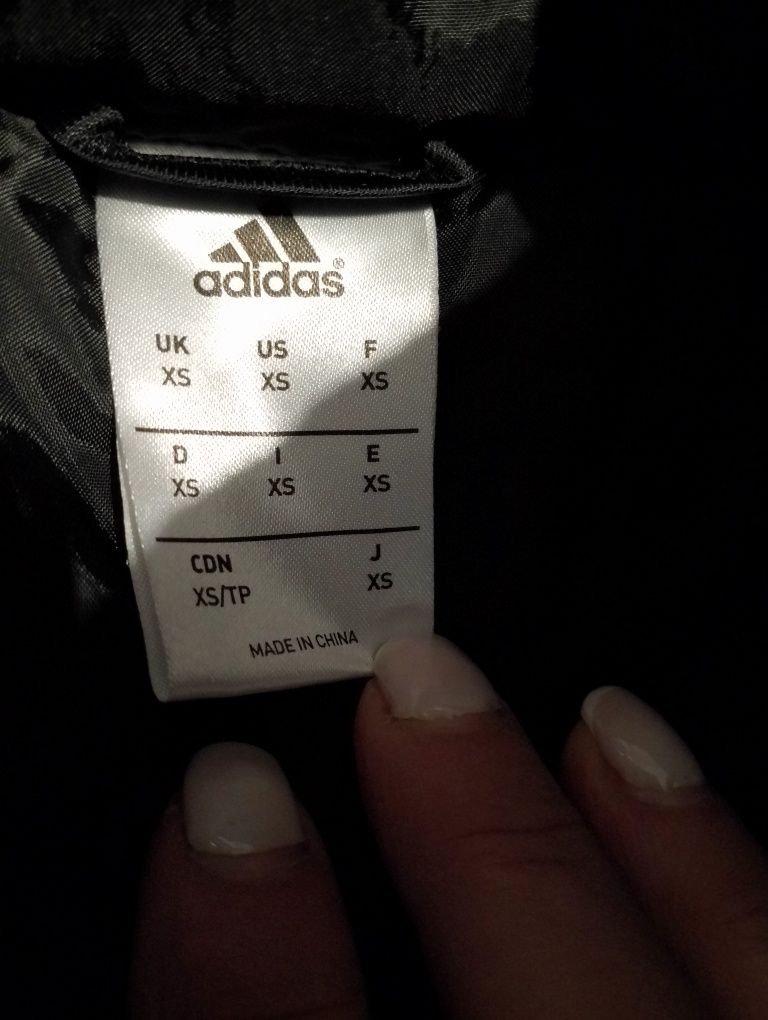 adidas®
UK US F
XS XS XS
D I E
XS XS XS
CDN J
XS/TP XS
MADE IN CHINA